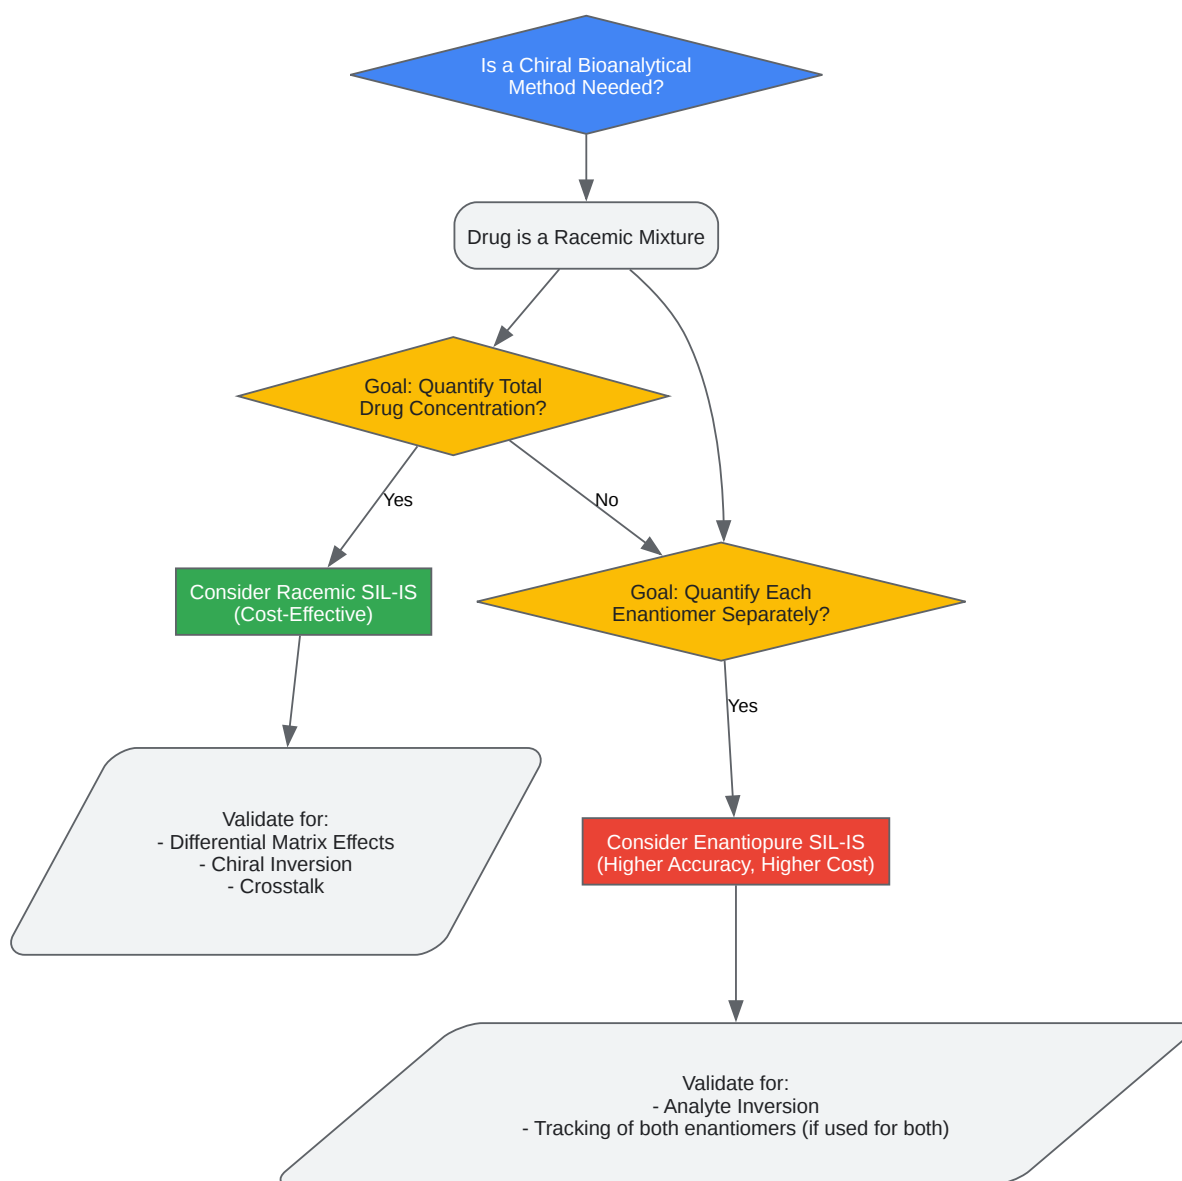 Is a Chiral Bioanalytical
Method Needed?
Drug is a Racemic Mixture
Goal: Quantify Total
Drug Concentration?
Yes
No
Consider Racemic SIL-IS
(Cost-Effective)
Goal: Quantify Each
Enantiomer Separately?
Yes
Validate for:
- Differential Matrix Effects
- Chiral Inversion
- Crosstalk
Consider Enantiopure SIL-IS
(Higher Accuracy, Higher Cost)
Validate for:
- Analyte Inversion
- Tracking of both enantiomers (if used for both)